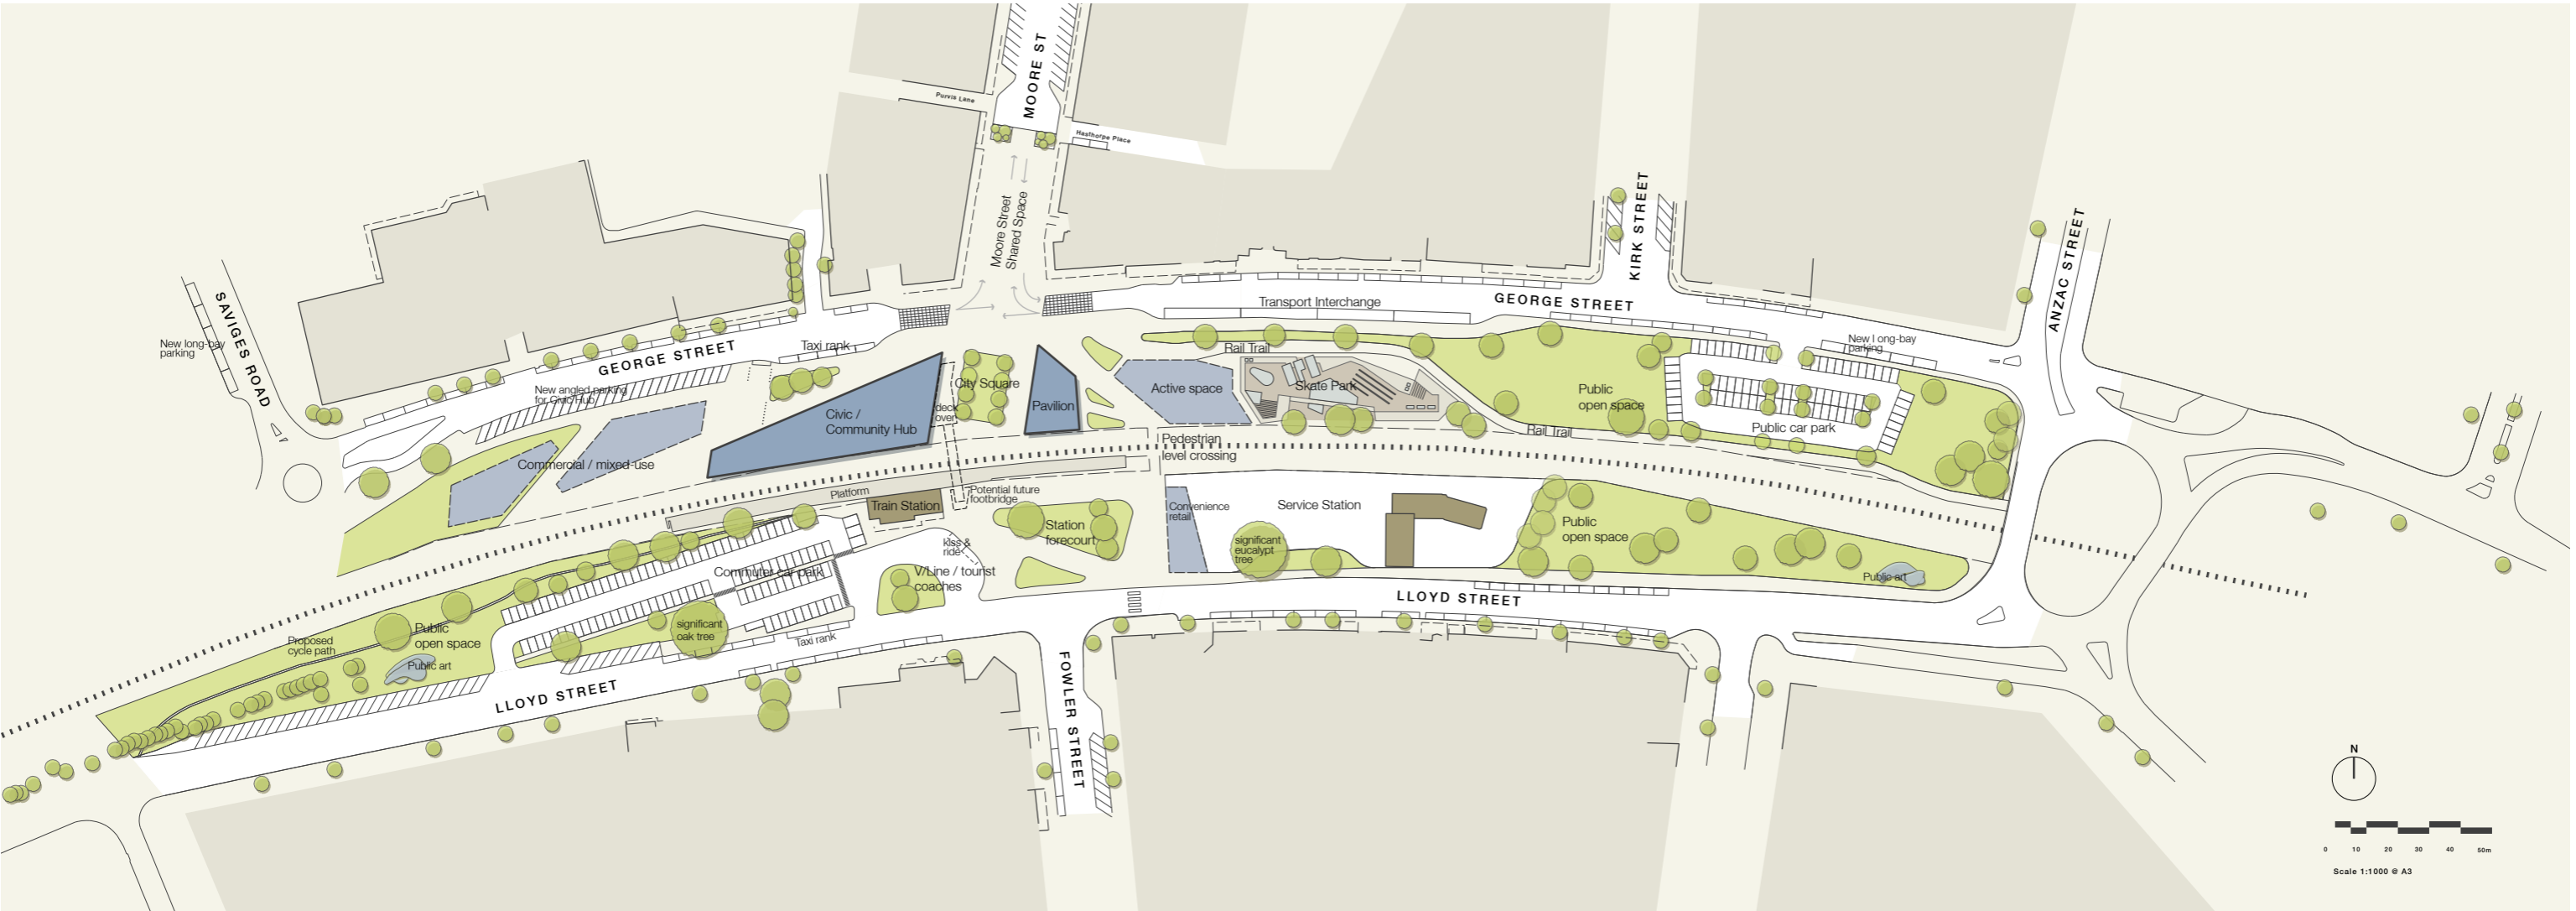 MOORE ST
Purvis Lane
Hasthorpe Place
Moore Street
Shared Space
KIRK STREET
ANZAC STREET
SAVIGES ROAD
New long-bay
parking
GEORGE STREET
Taxi rank
New angled parking
for Civic Hub
Commercial / mixed-use
Civic /
Community Hub
deck
over
City Square
Pavilion
Transport Interchange
GEORGE STREET
Rail Trail
Active space
Skate Park
Public
open space
New l ong-bay
parking
Public car park
Rail Trail
Pedestrian
level crossing
Platform
Train Station
Potential future
footbridge
Station
forecourt
kiss &
ride
V/Line / tourist
coaches
Convenience
retail
Service Station
significant
eucalypt
tree
Public
open space
Public art
Commuter car park
significant
oak tree
Taxi rank
Proposed
cycle path
Public
open space
Public art
LLOYD STREET
LLOYD STREET
FOWLER STREET
N
0 10 20 30 40 50m
Scale 1:1000 @ A3